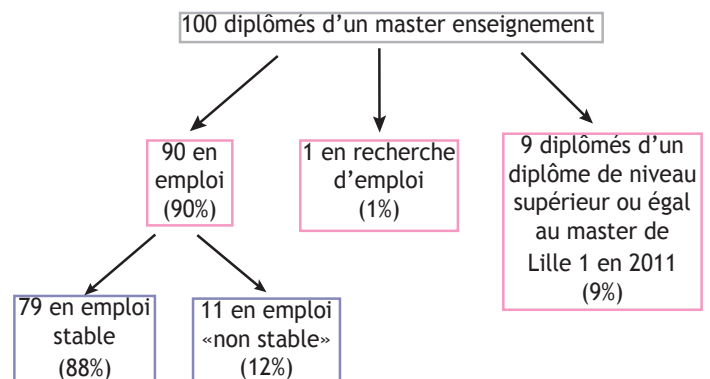 100 diplômés d’un master enseignement
90 en
emploi
(90%)
1 en recherche
d’emploi
(1%)
9 diplômés d’un
diplôme de niveau
supérieur ou égal
au master de
Lille 1 en 2011
(9%)
79 en emploi
stable
(88%)
11 en emploi
«non stable»
(12%)